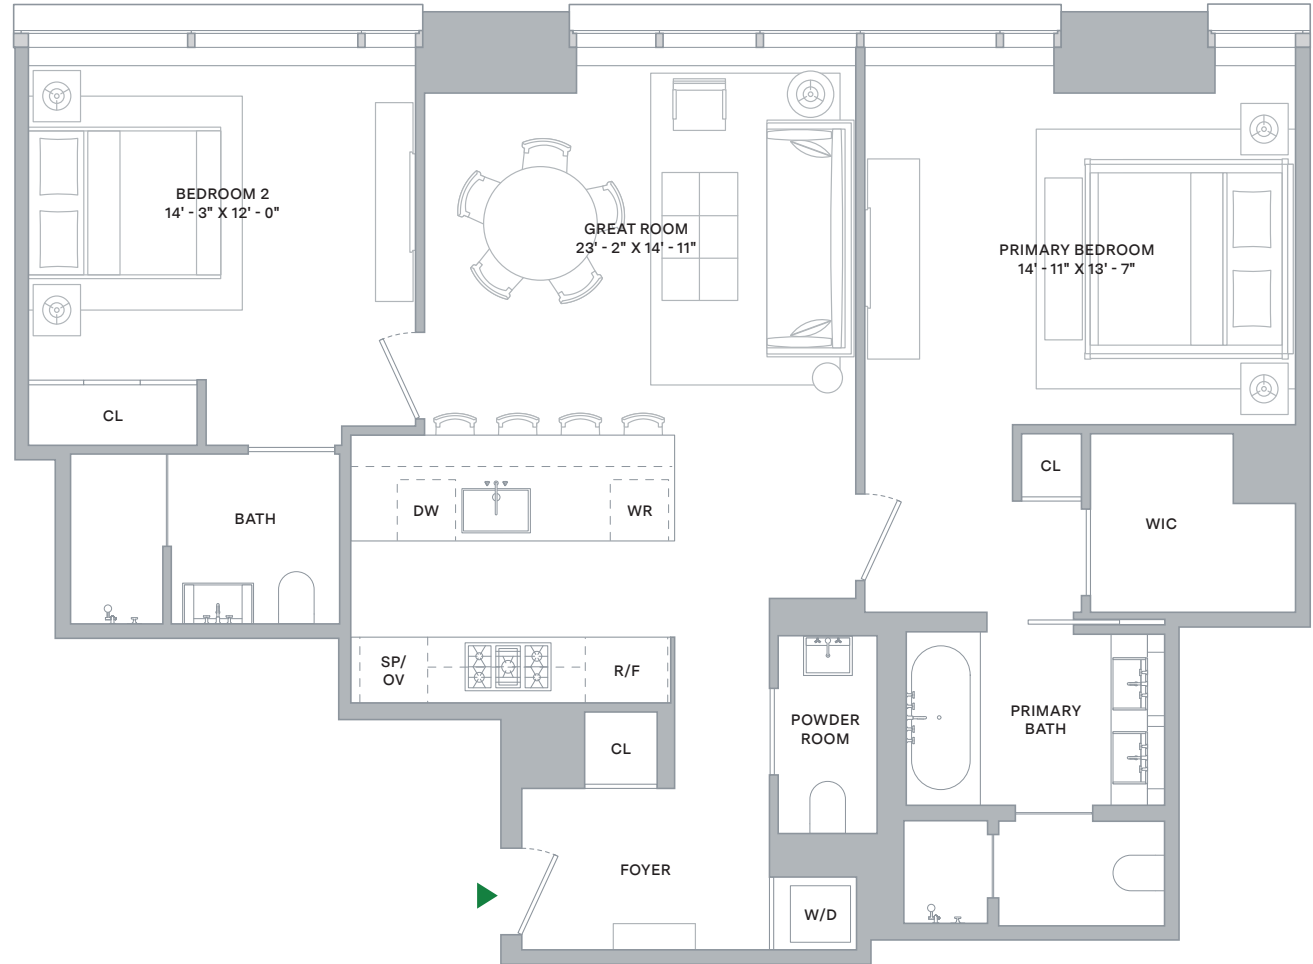 BEDROOM 2
14' - 3" X 12' - 0"
GREAT ROOM
23' - 2" X 14' - 11"
PRIMARY BEDROOM
14' - 11" X 13' - 7"
CL
CL
DW
WR
BATH
WIC
SP/
OV
R/F
POWDER
ROOM
PRIMARY
BATH
CL
FOYER
W/D